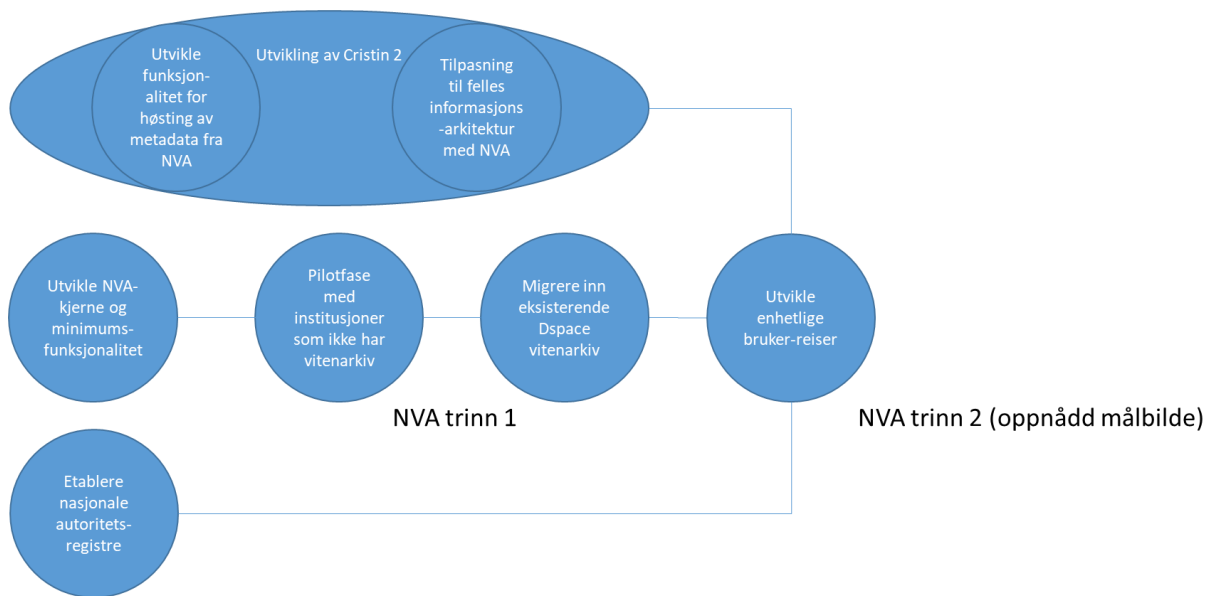 Utvikle
funksjon-
alitet for
høsting av
metadata fra
NVA
Utvikling av Cristin 2
Tilpasning
til felles
informasjons
-arkitektur
med NVA
Utvikle NVA-
kjerne og
minimums-
funksjonalitet
Pilotfase
med
institusjoner
som ikke har
vitenarkiv
Migrere inn
eksisterende
Dspace
vitenarkiv
Utvikle
enhetlige
bruker-reiser
NVA trinn 1
NVA trinn 2 (oppnådd målbilde)
Etablere
nasjonale
autoritets-
registre